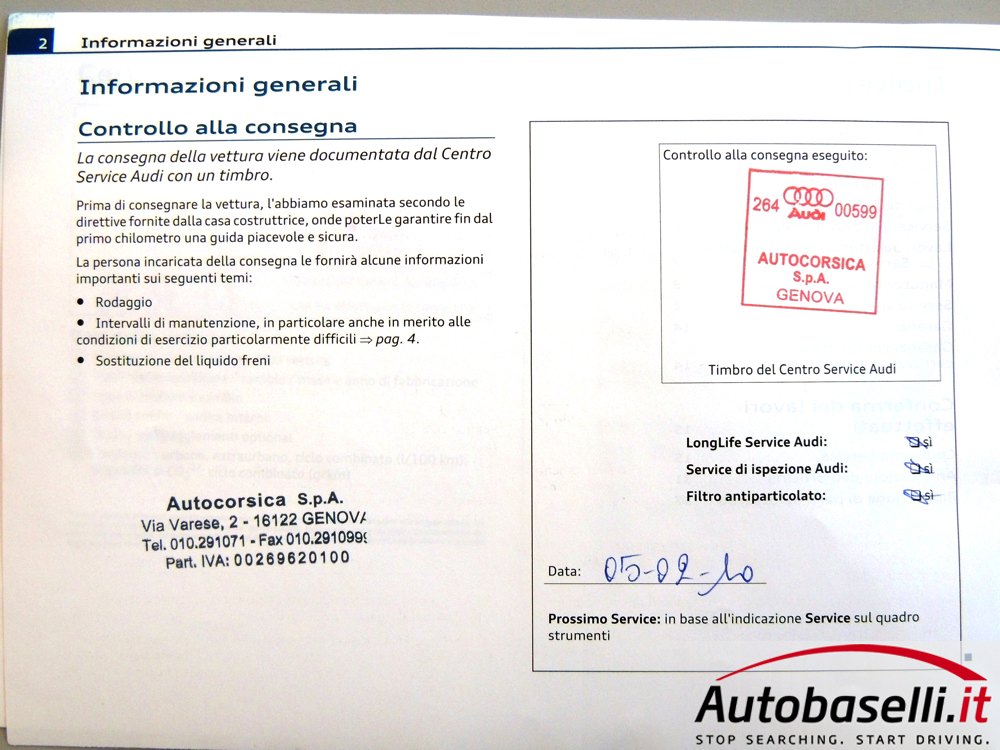 2 Informazioni generali
Informazioni generali
Controllo alla consegna
La consegna della vettura viene documentata dal Centro
Service Audi con un timbro.
Prima di consegnare la vettura, l'abbiamo esaminata secondo le
direttive fornite dalla casa costruttrice, onde poterLe garantire fin dal
primo chilometro una guida piacevole e sicura.
La persona incaricata della consegna le fornirà alcune informazioni
importanti sui seguenti temi:
● Rodaggio
● Intervalli di manutenzione, in particolare anche in merito alle
condizioni di esercizio particolarmente difficili ⇒ pag. 4.
● Sostituzione del liquido freni
Autocorsica S.p.A.
Via Varese, 2 - 16122 GENOVA
Tel. 010.291071 - Fax 010.2910999
Part. IVA: 00269620100
Controllo alla consegna eseguito:
264 Audi 00599
AUTOCORSICA
S.p.A.
GENOVA
Timbro del Centro Service Audi
LongLife Service Audi: sì
Service di ispezione Audi: sì
Filtro antiparticolato: sì
Data: 05-02-10
Prossimo Service: in base all'indicazione Service sul quadro
strumenti
Autobaselli.it
STOP SEARCHING. START DRIVING.